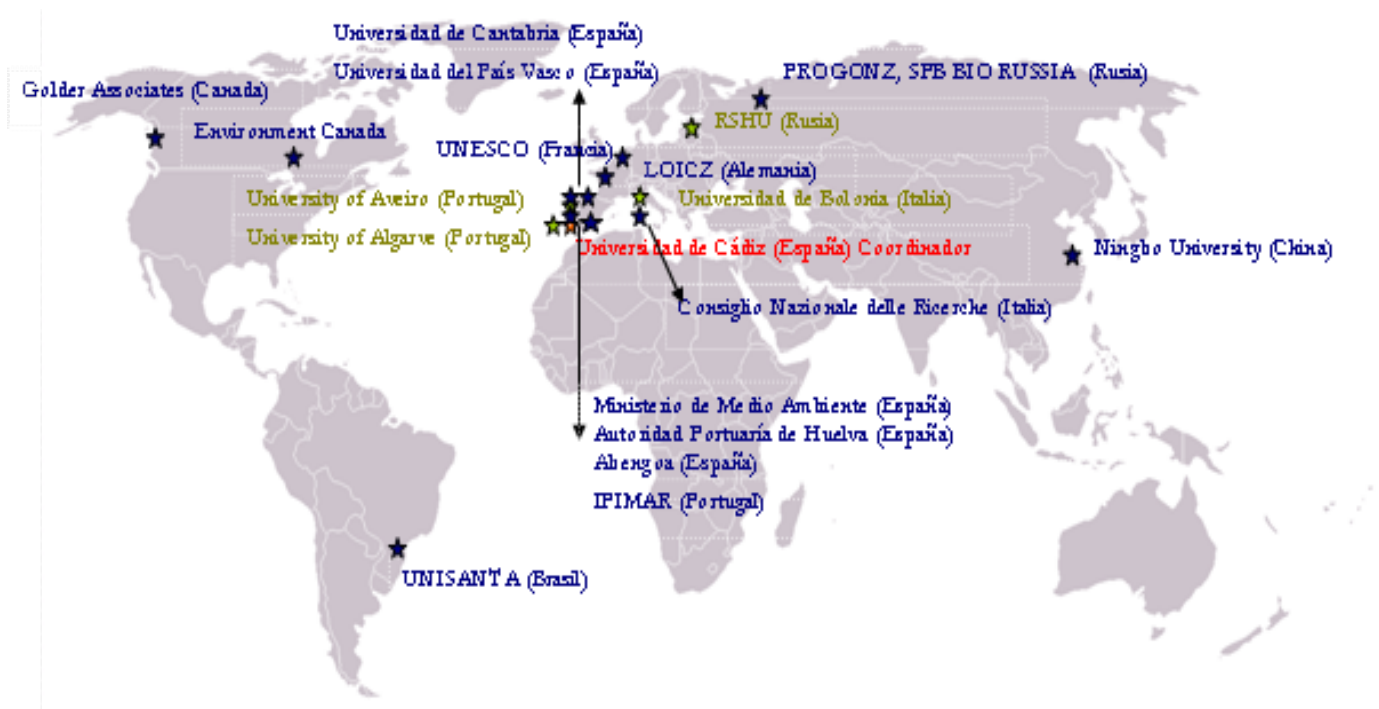 Universidad de Cantabria (España)
Universidad del País Vasco (España)
PROGONZ, SPB BIO RUSSIA (Rusia)
Golder Associates (Canada)
Environment Canada
RSHU (Rusia)
UNESCO (Francia)
LOICZ (Alemania)
University of Aveiro (Portugal)
Universidad de Bolonia (Italia)
University of Algarve (Portugal)
Universidad de Cádiz (España) Coordinador
Ningbo University (China)
Consiglio Nazionale delle Ricerche (Italia)
Ministerio de Medio Ambiente (España)
Autoridad Portuaría de Huelva (España)
Abengoa (España)
IPIMAR (Portugal)
UNISANTA (Brasil)